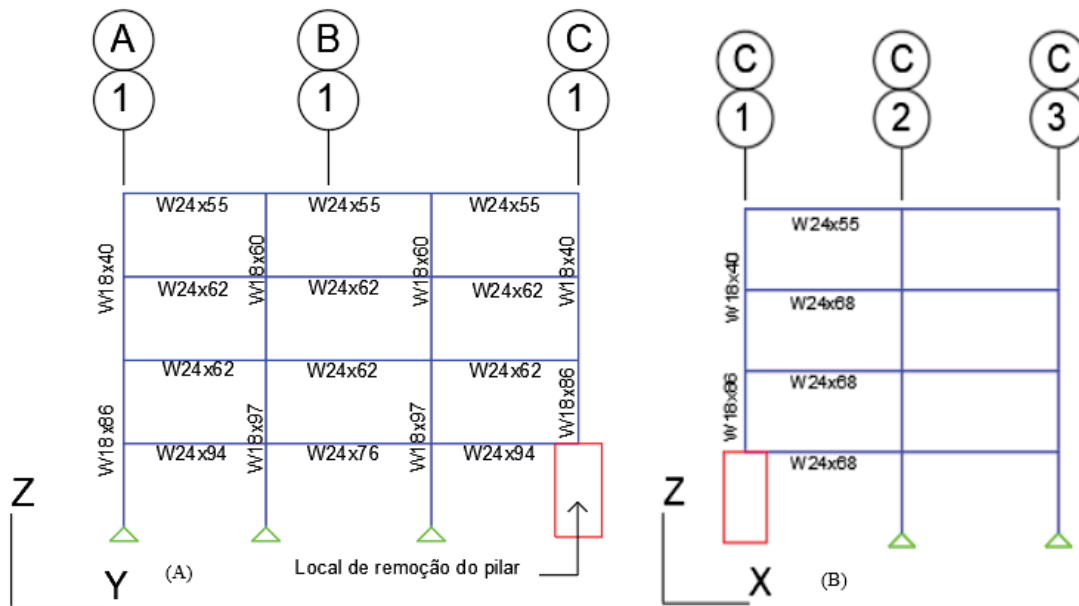 A B C
1 1 1
W24x55 W24x55 W24x55
W18x40 W18x60 W18x60 W18x40
W24x62 W24x62 W24x62
W24x62 W24x62 W24x62
W18x86 W18x97 W18x97 W18x86
W24x94 W24x76 W24x94
Z
Y
(A)
Local de remoção do pilar
C C C
1 2 3
W24x55
W18x40
W24x68
W24x68
W18x86
W24x68
Z
X
(B)